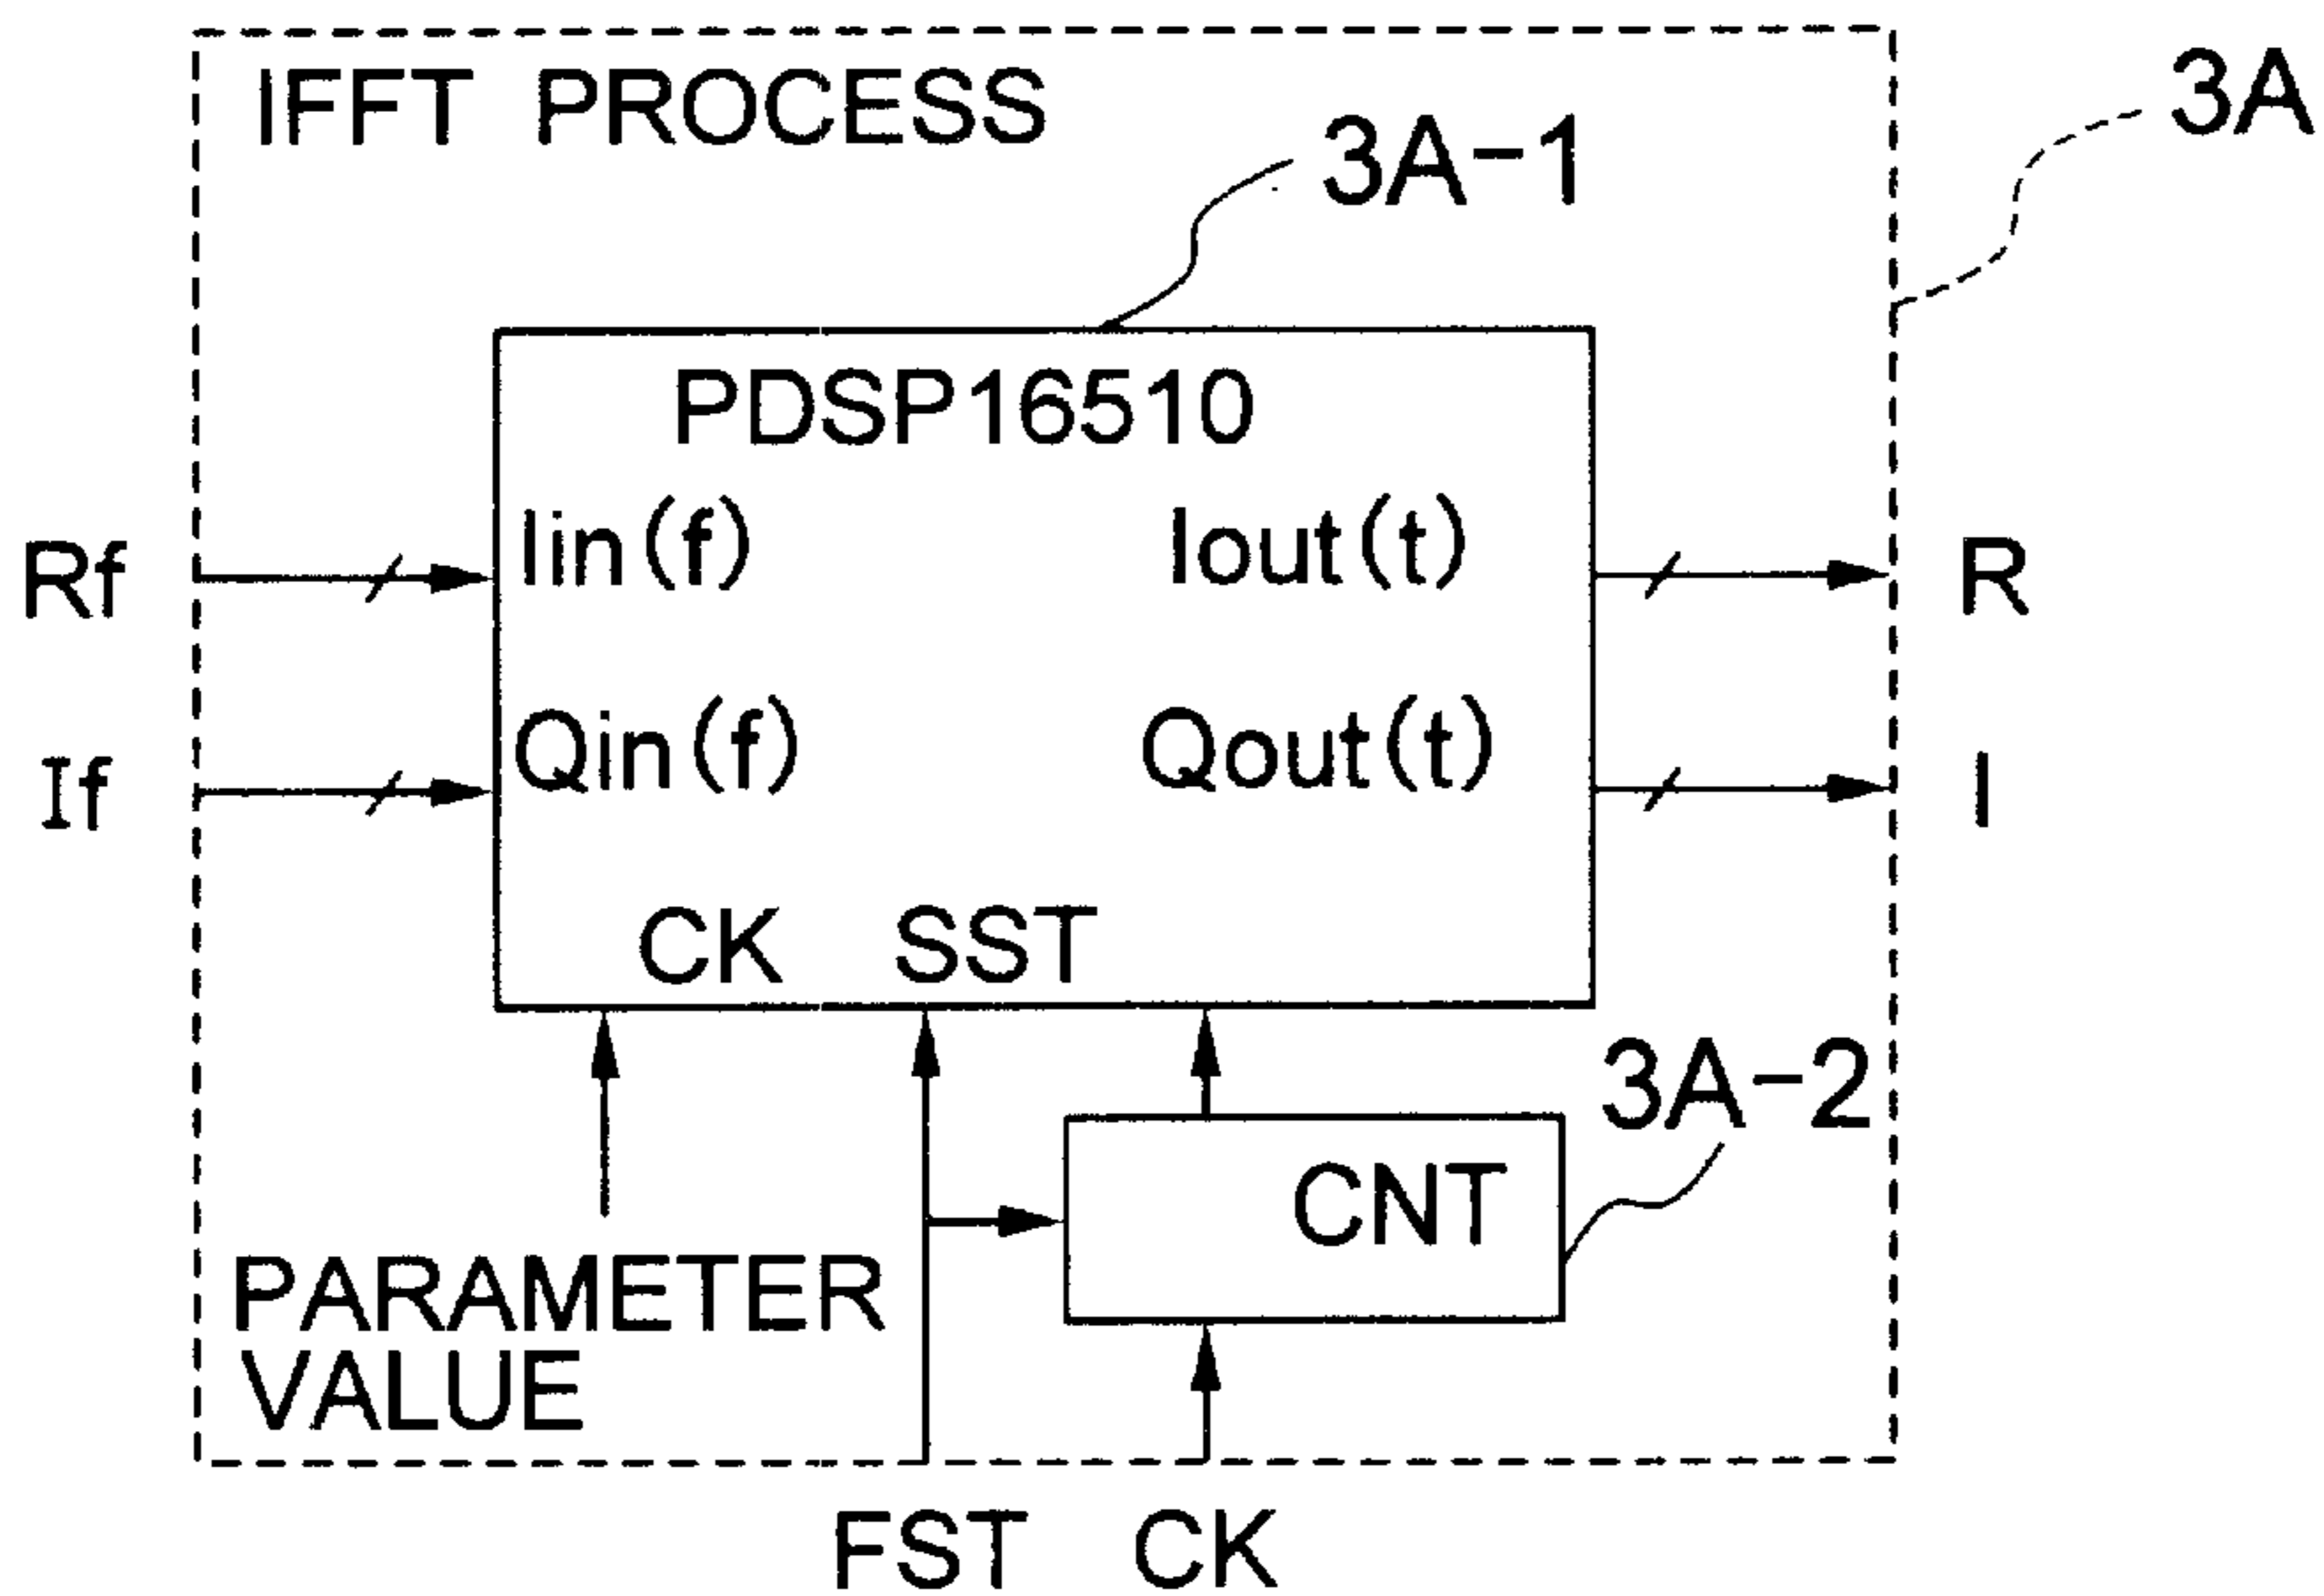 IFFT PROCESS
3A
3A-1
PDSP16510
Rf
Iin(f)
Iout(t)
R
If
Qin(f)
Qout(t)
I
CK SST
3A-2
CNT
PARAMETER
VALUE
FST CK